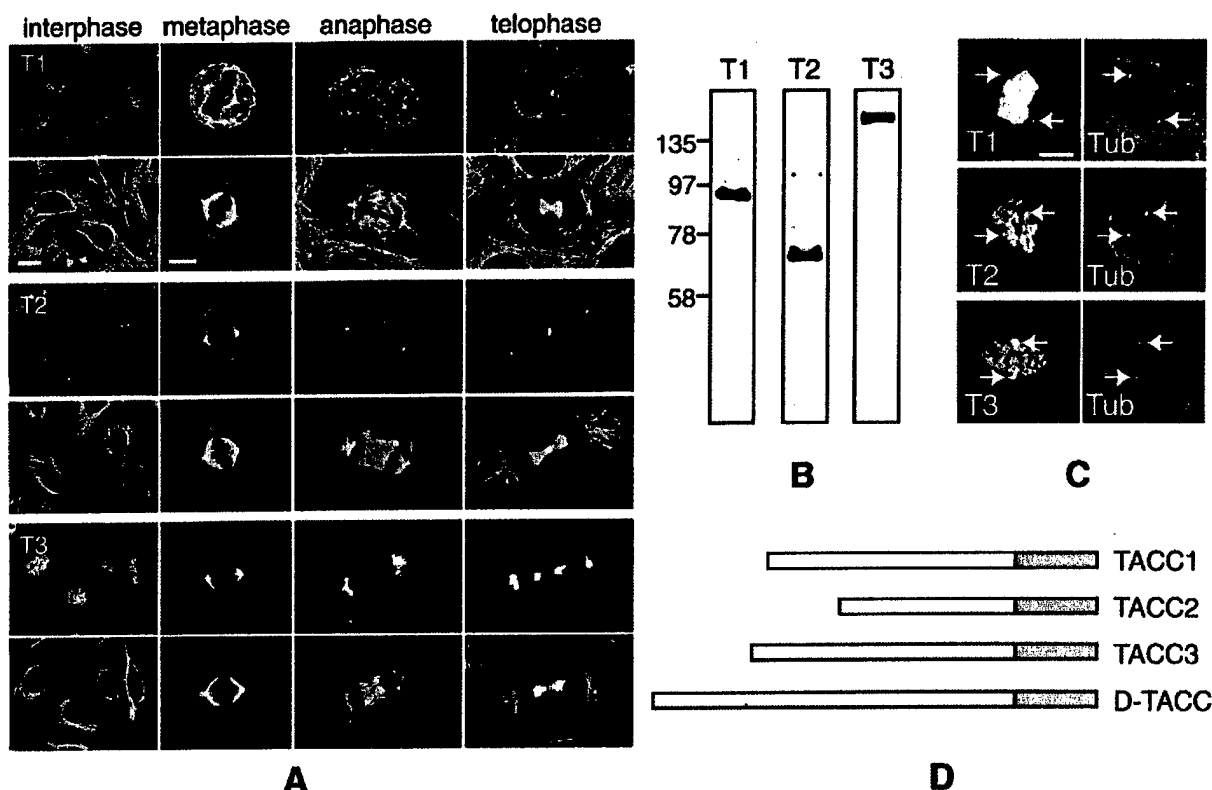 interphase metaphase anaphase telophase
T1
T2
T3
A
T1 T2 T3
135
97
78
58
B
T1 Tub
T2 Tub
T3 Tub
C
TACC1
TACC2
TACC3
D-TACC
D